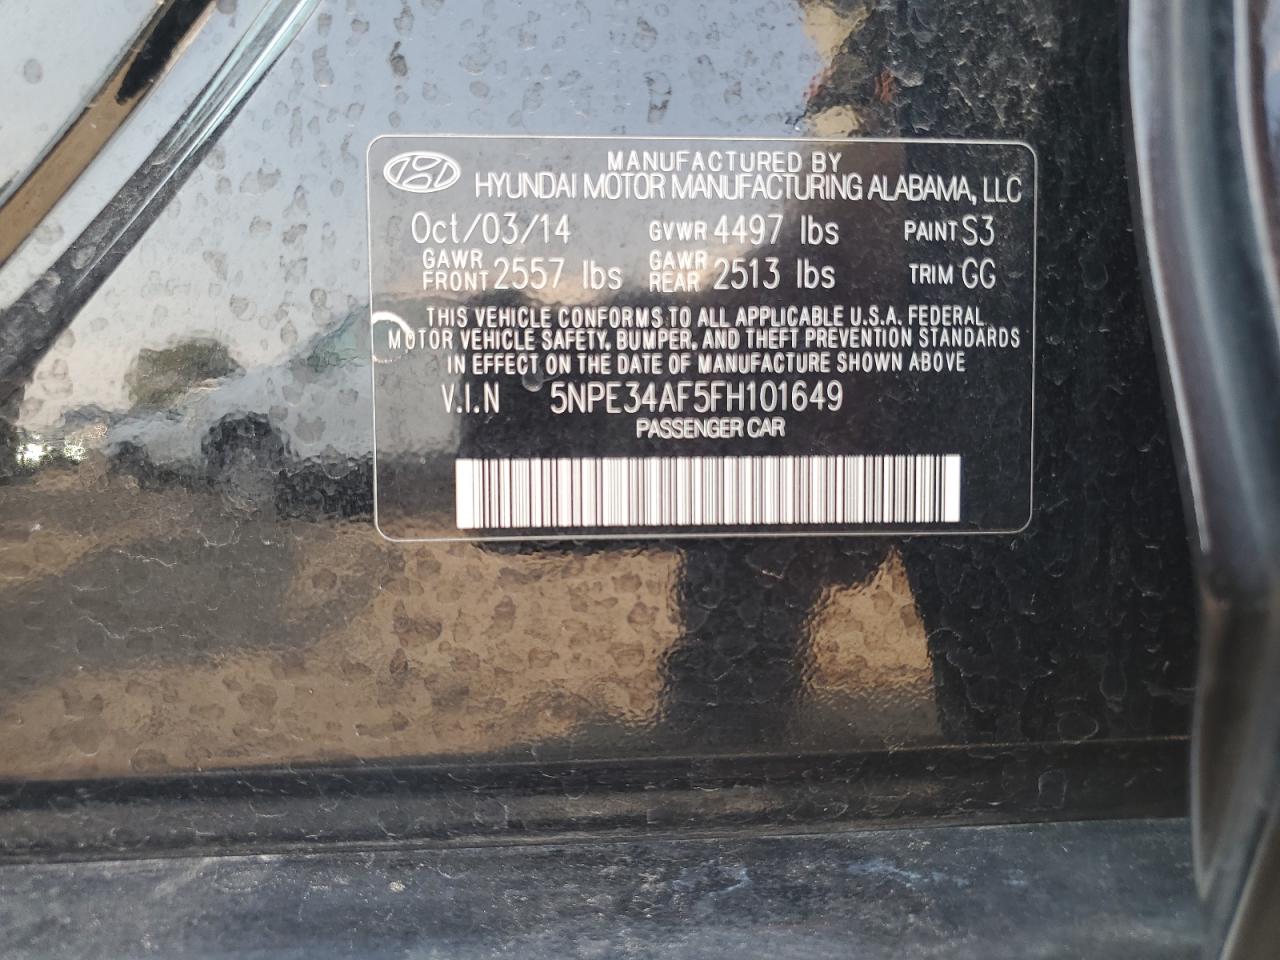 MANUFACTURED BY
HYUNDAI MOTOR MANUFACTURING ALABAMA, LLC
Oct/03/14 GVWR 4497 lbs PAINT S3
GAWR FRONT 2557 lbs GAWR REAR 2513 lbs TRIM GG
THIS VEHICLE CONFORMS TO ALL APPLICABLE U.S.A. FEDERAL
MOTOR VEHICLE SAFETY, BUMPER, AND THEFT PREVENTION STANDARDS
IN EFFECT ON THE DATE OF MANUFACTURE SHOWN ABOVE
V.I.N 5NPE34AF5FH101649
PASSENGER CAR